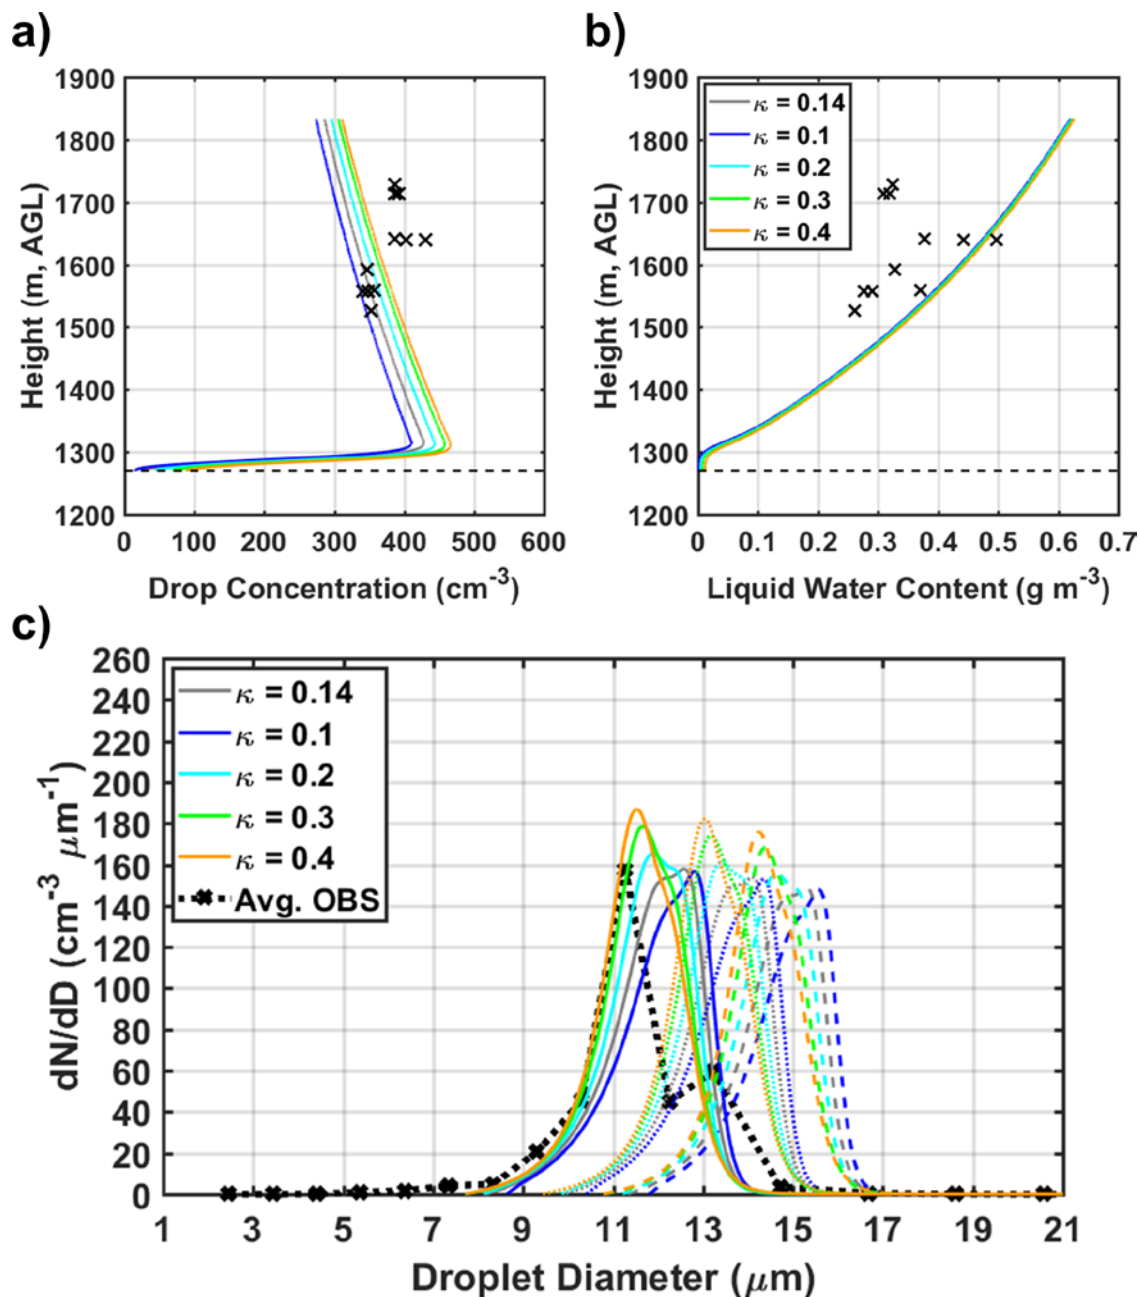 a)
b)
1900
1800
1700
1600
1500
1400
1300
1200
Height (m, AGL)
0 100 200 300 400 500 600
Drop Concentration (cm-3)
1900
1800
1700
1600
1500
1400
1300
1200
Height (m, AGL)
κ = 0.14
κ = 0.1
κ = 0.2
κ = 0.3
κ = 0.4
0 0.1 0.2 0.3 0.4 0.5 0.6 0.7
Liquid Water Content (g m-3)
c)
260
240
220
200
180
160
140
120
100
80
60
40
20
0
dN/dD (cm-3 μm-1)
κ = 0.14
κ = 0.1
κ = 0.2
κ = 0.3
κ = 0.4
Avg. OBS
1 3 5 7 9 11 13 15 17 19 21
Droplet Diameter (μm)